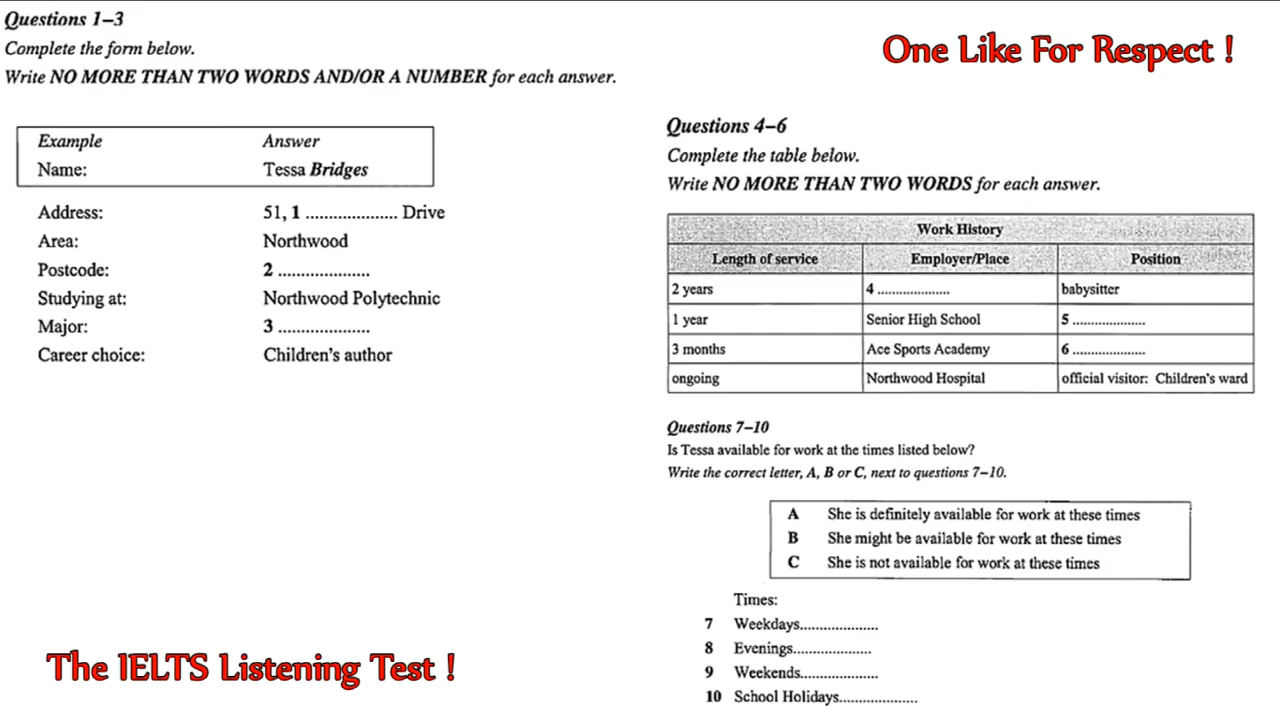 Questions 1–3
Complete the form below.
Write NO MORE THAN TWO WORDS AND/OR A NUMBER for each answer.
Example Answer
Name: Tessa Bridges
Address: 51, 1 .................... Drive
Area: Northwood
Postcode: 2 ....................
Studying at: Northwood Polytechnic
Major: 3 ....................
Career choice: Children's author
The IELTS Listening Test !
One Like For Respect !
Questions 4–6
Complete the table below.
Write NO MORE THAN TWO WORDS for each answer.
Work History
Length of service Employer/Place Position
2 years 4 .................... babysitter
1 year Senior High School 5 ....................
3 months Ace Sports Academy 6 ....................
ongoing Northwood Hospital official visitor: Children's ward
Questions 7–10
Is Tessa available for work at the times listed below?
Write the correct letter, A, B or C, next to questions 7–10.
A She is definitely available for work at these times
B She might be available for work at these times
C She is not available for work at these times
Times:
7 Weekdays....................
8 Evenings....................
9 Weekends....................
10 School Holidays....................